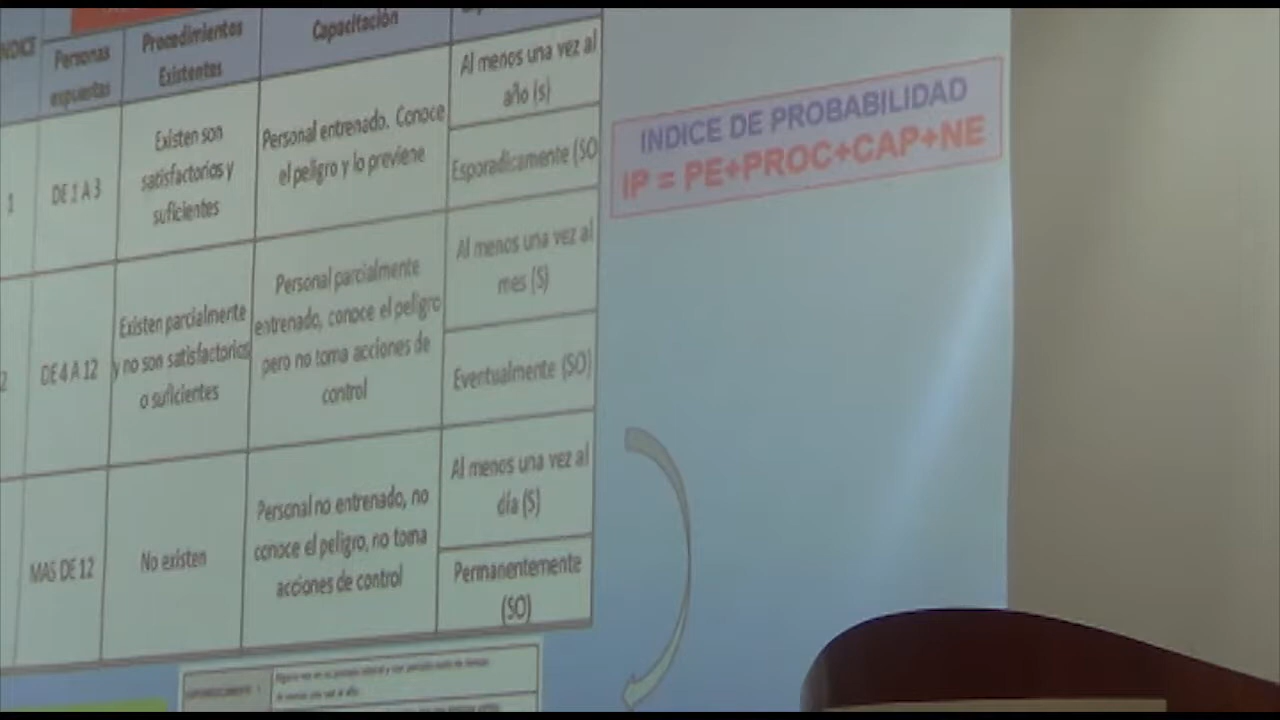 INDICE
Personas
expuestas
Procedimientos
Existentes
Capacitación
Al menos una vez al
año (s)
Esporadicamente (SO
1
DE 1 A 3
Existen son
satisfactorios y
suficientes
Personal entrenado. Conoce
el peligro y lo previene
Al menos una vez al
mes (S)
Eventualmente (SO)
2
DE 4 A 12
Existen parcialmente
y no son satisfactorios
o suficientes
Personal parcialmente
entrenado, conoce el peligro
pero no toma acciones de
control
Al menos una vez al
día (S)
Permanentemente
(SO)
MAS DE 12
No existen
Personal no entrenado, no
conoce el peligro, no toma
acciones de control
INDICE DE PROBABILIDAD
IP = PE+PROC+CAP+NE